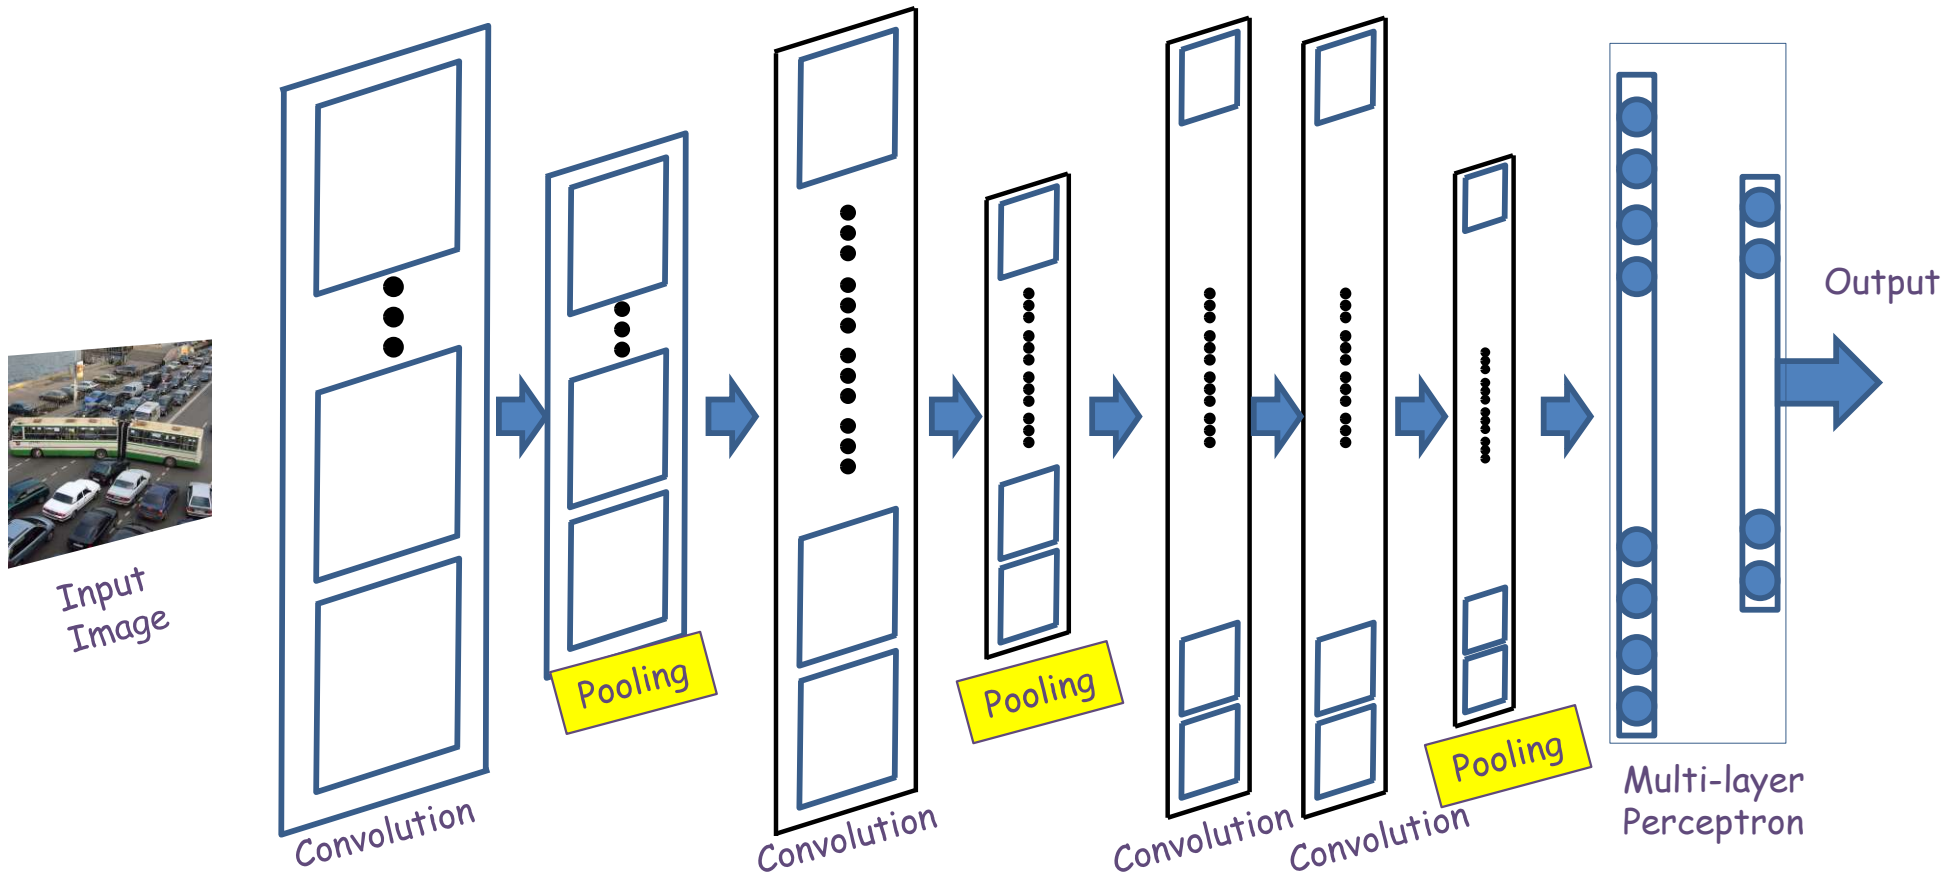 Input
Image
Convolution
Pooling
Convolution
Pooling
Convolution
Convolution
Pooling
Multi-layer
Perceptron
Output